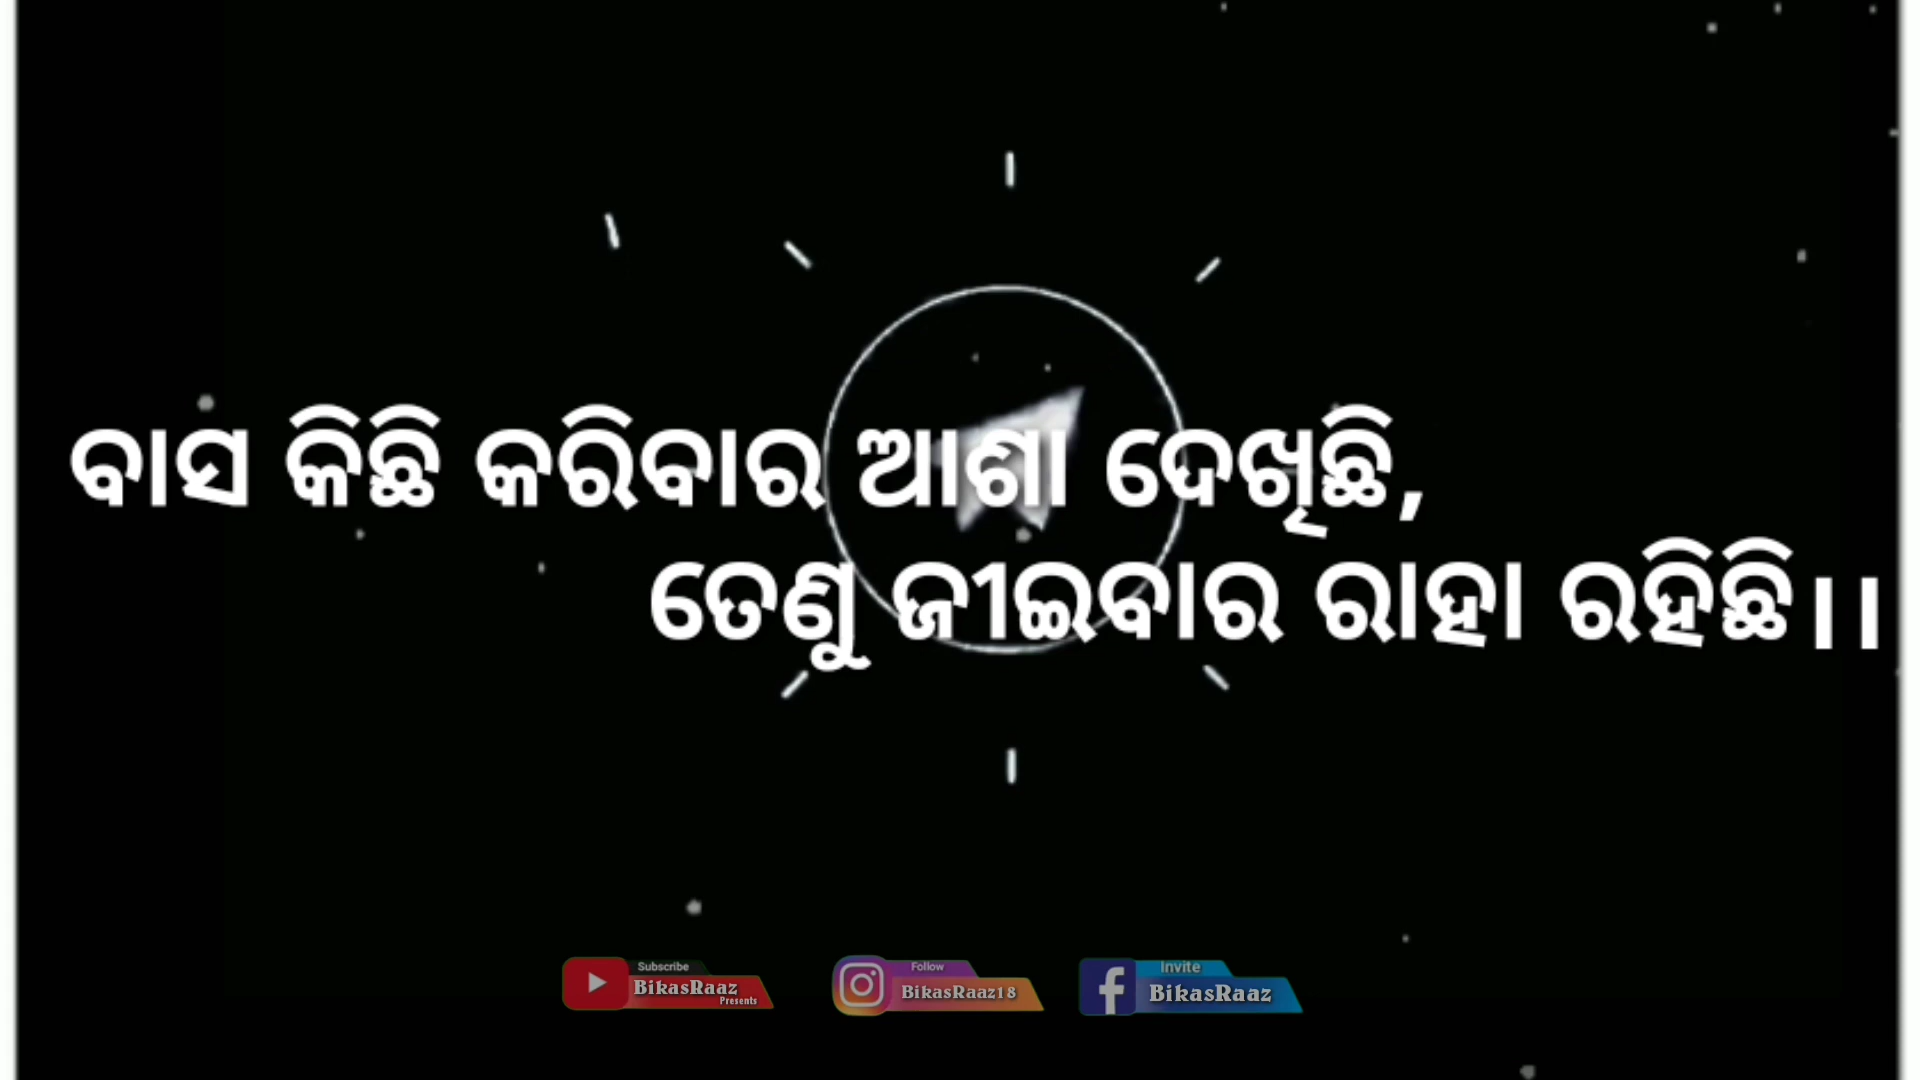 ବାସ କିଛି କରିବାର ଆଶା ଦେଖିଛି,
ତେଣୁ ଜୀଇବାର ରାହା ରହିଛି।।
Subscribe
BikasRaaz
Presents
Follow
BikasRaaz18
Invite
BikasRaaz